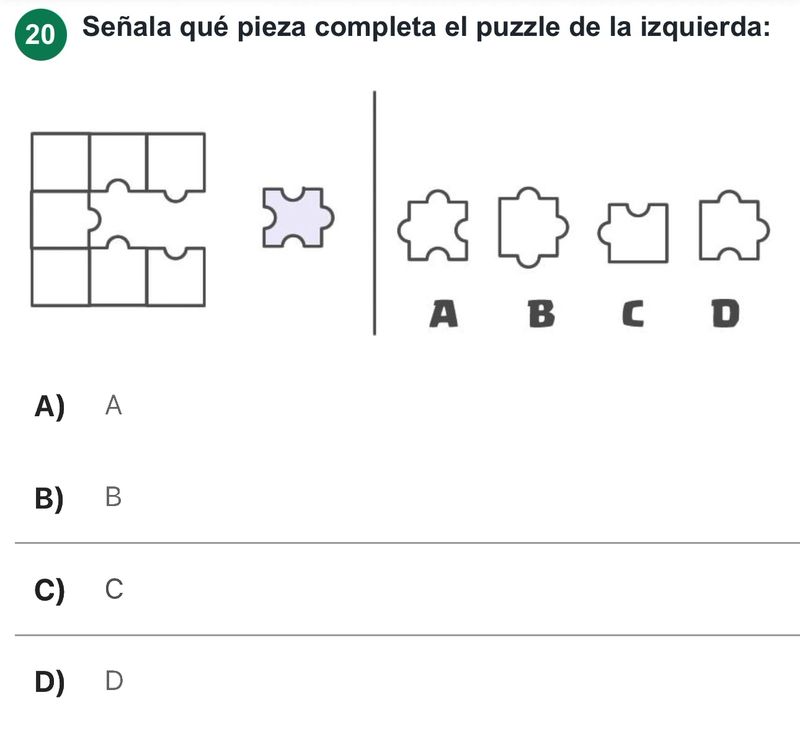 20 Señala qué pieza completa el puzzle de la izquierda:
A B C D
A) A
B) B
C) C
D) D